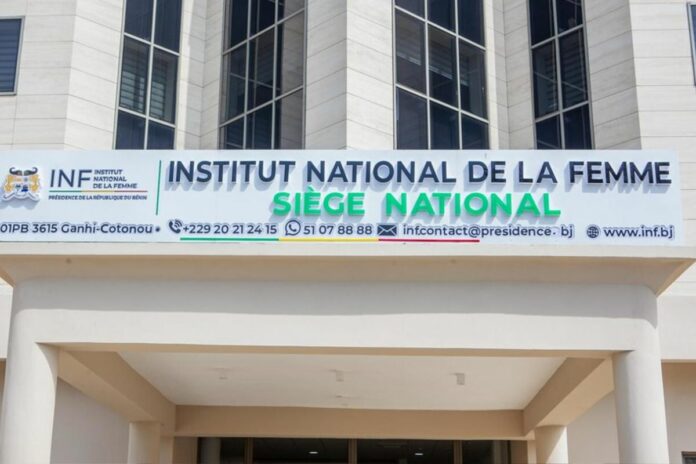 INF INSTITUT
NATIONAL
DE LA FEMME
PRÉSIDENCE DE LA RÉPUBLIQUE DU BÉNIN
INSTITUT NATIONAL DE LA FEMME
SIÈGE NATIONAL
01PB 3615 Ganhi-Cotonou • +229 20 21 24 15 51 07 88 88 inf.contact@presidence. bj www.inf.bj